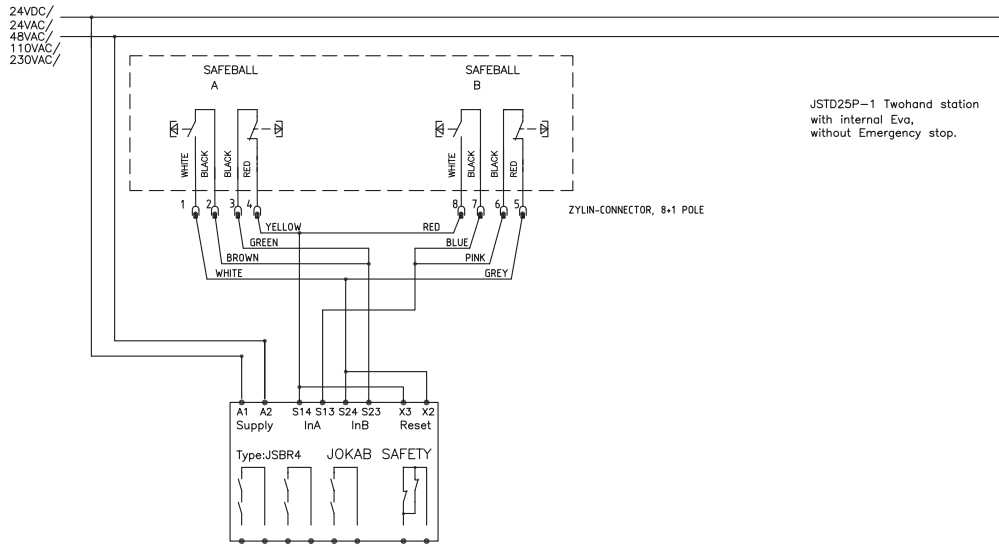 24VDC/
24VAC/
48VAC/
110VAC/
230VAC/
SAFEBALL
A
SAFEBALL
B
JSTD25P-1 Twohand station
with internal Eva,
without Emergency stop.
WHITE
BLACK
BLACK
RED
WHITE
BLACK
BLACK
RED
1 2 3 4 8 7 6 5
ZYLIN-CONNECTOR, 8+1 POLE
YELLOW RED
GREEN BLUE
BROWN PINK
WHITE GREY
A1 A2 S14 S13 S24 S23 X3 X2
Supply InA InB Reset
Type:JSBR4 JOKAB SAFETY